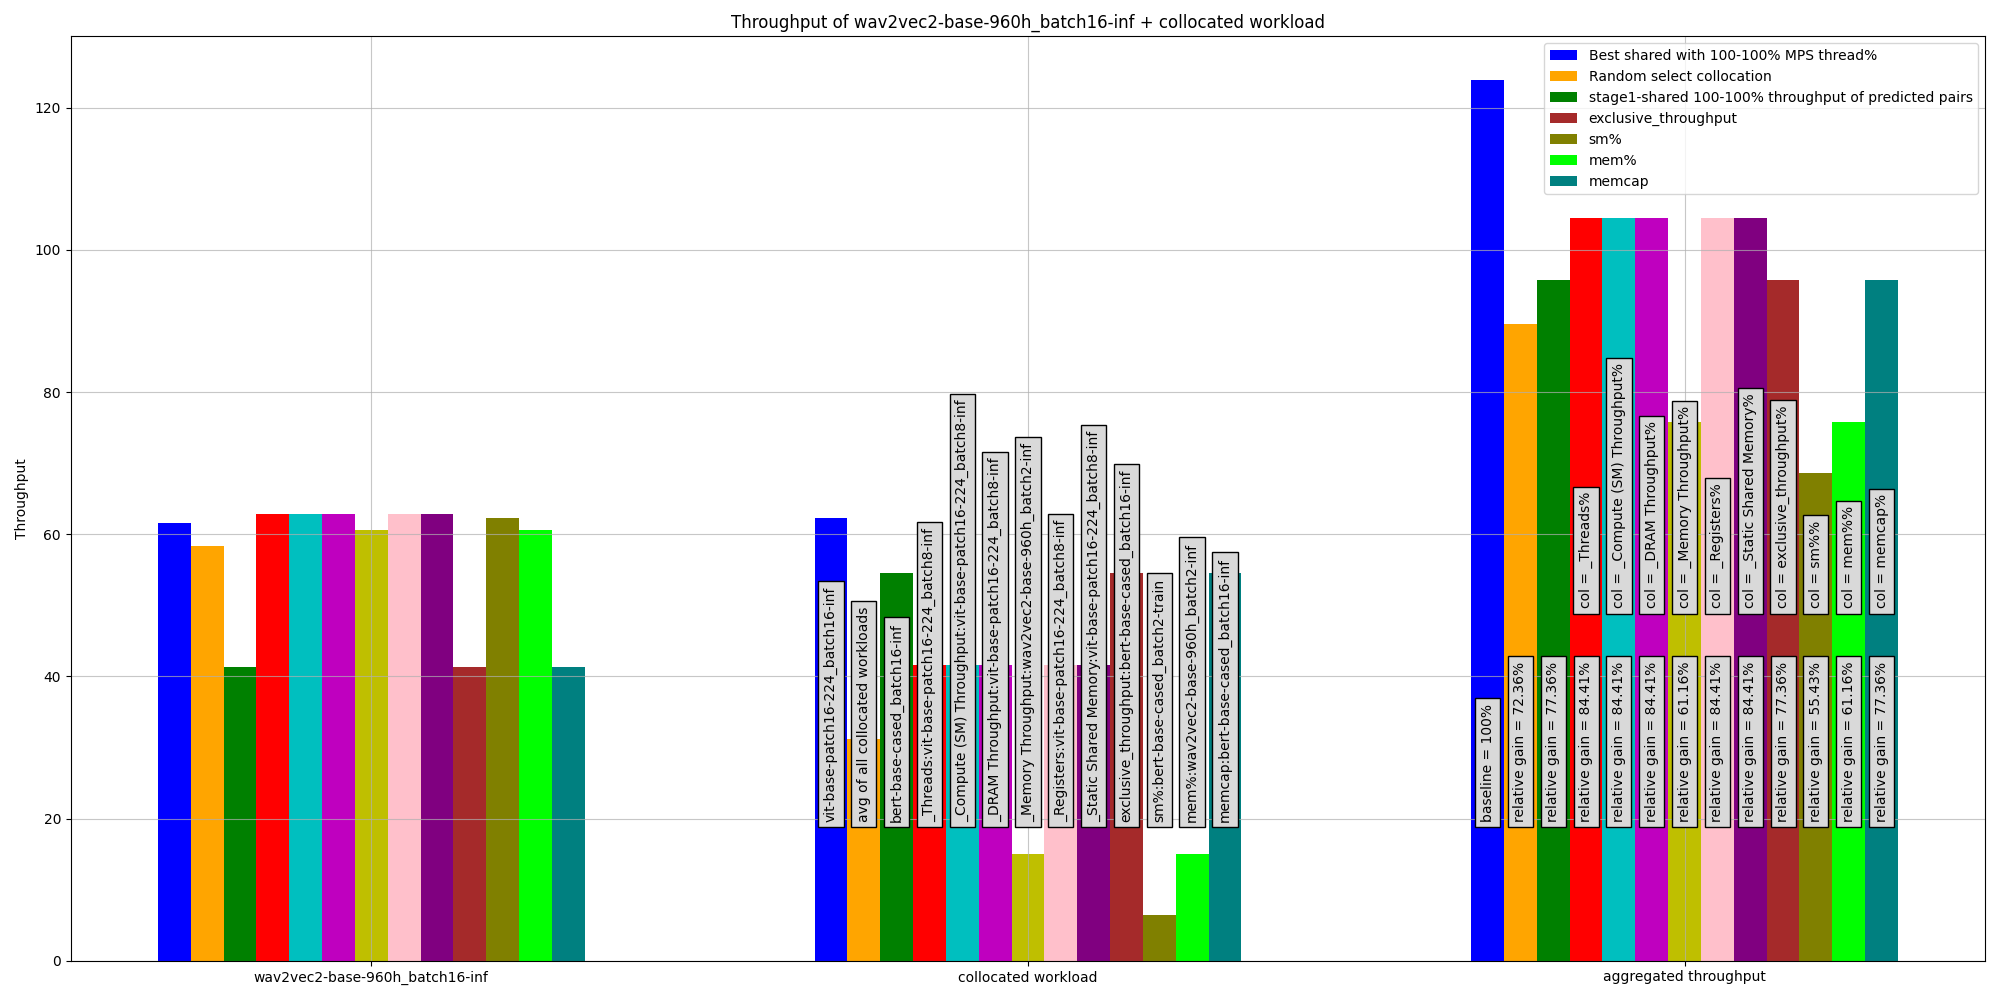 Throughput of wav2vec2-base-960h_batch16-inf + collocated workload
Best shared with 100-100% MPS thread%
Random select collocation
stage1-shared 100-100% throughput of predicted pairs
exclusive_throughput
sm%
mem%
memcap
Throughput
120
100
80
60
40
20
0
vit-base-patch16-224_batch16-inf
avg of all collocated workloads
bert-base-cased_batch16-inf
_Threads:vit-base-patch16-224_batch8-inf
_Compute (SM) Throughput:vit-base-patch16-224_batch8-inf
_DRAM Throughput:vit-base-patch16-224_batch8-inf
_Memory Throughput:wav2vec2-base-960h_batch2-inf
_Registers:vit-base-patch16-224_batch8-inf
_Static Shared Memory:vit-base-patch16-224_batch8-inf
exclusive_throughput:bert-base-cased_batch16-inf
sm%:bert-base-cased_batch2-train
mem%:wav2vec2-base-960h_batch2-inf
memcap:bert-base-cased_batch16-inf
col = _Threads%
col = _Compute (SM) Throughput%
col = _DRAM Throughput%
col = _Memory Throughput%
col = _Registers%
col = _Static Shared Memory%
col = exclusive_throughput%
col = sm%%
col = mem%%
col = memcap%
baseline = 100%
relative gain = 72.36%
relative gain = 77.36%
relative gain = 84.41%
relative gain = 84.41%
relative gain = 84.41%
relative gain = 61.16%
relative gain = 84.41%
relative gain = 84.41%
relative gain = 77.36%
relative gain = 55.43%
relative gain = 61.16%
relative gain = 77.36%
wav2vec2-base-960h_batch16-inf
collocated workload
aggregated throughput